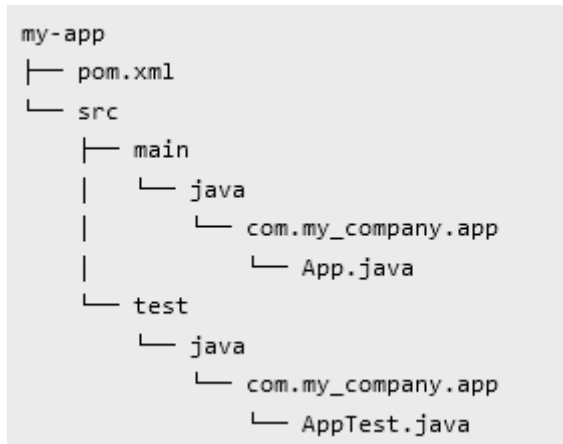 my-app
├── pom.xml
└── src
    ├── main
    │   └── java
    │       └── com.my_company.app
    │           └── App.java
    └── test
        └── java
            └── com.my_company.app
                └── AppTest.java